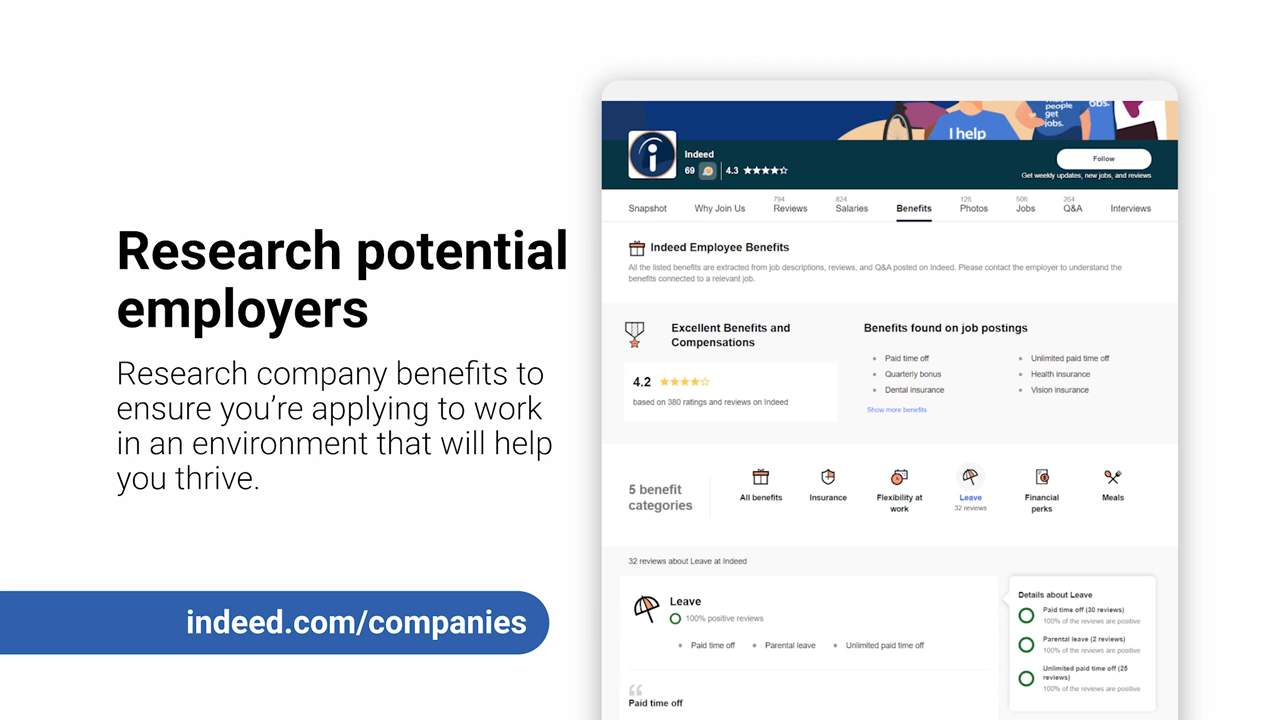 Research potential
employers
Research company benefits to
ensure you’re applying to work
in an environment that will help
you thrive.
indeed.com/companies
I help
people
get
jobs.
Indeed
69 4.3
Follow
Get weekly updates, new jobs, and reviews
Snapshot
Why Join Us
794
Reviews
824
Salaries
Benefits
126
Photos
506
Jobs
264
Q&A
Interviews
Indeed Employee Benefits
All the listed benefits are extracted from job descriptions, reviews, and Q&A posted on Indeed. Please contact the employer to understand the
benefits connected to a relevant job.
Excellent Benefits and
Compensations
4.2
based on 380 ratings and reviews on Indeed
Benefits found on job postings
Paid time off
Unlimited paid time off
Quarterly bonus
Health insurance
Dental insurance
Vision insurance
Show more benefits
5 benefit
categories
All benefits
Insurance
Flexibility at
work
Leave
32 reviews
Financial
perks
Meals
32 reviews about Leave at Indeed
Leave
100% positive reviews
Paid time off
Parental leave
Unlimited paid time off
Paid time off
Details about Leave
Paid time off (30 reviews)
100% of the reviews are positive
Parental leave (2 reviews)
100% of the reviews are positive
Unlimited paid time off (25
reviews)
100% of the reviews are positive